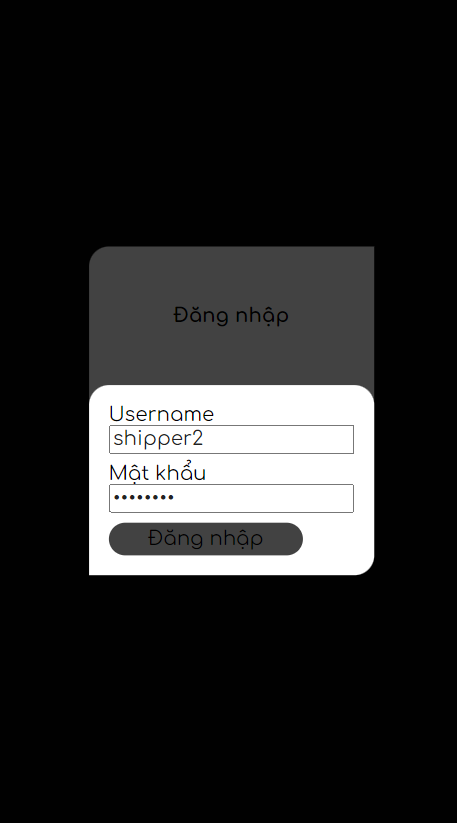 Đăng nhập
Username
shipper2
Mật khẩu
••••••••
Đăng nhập